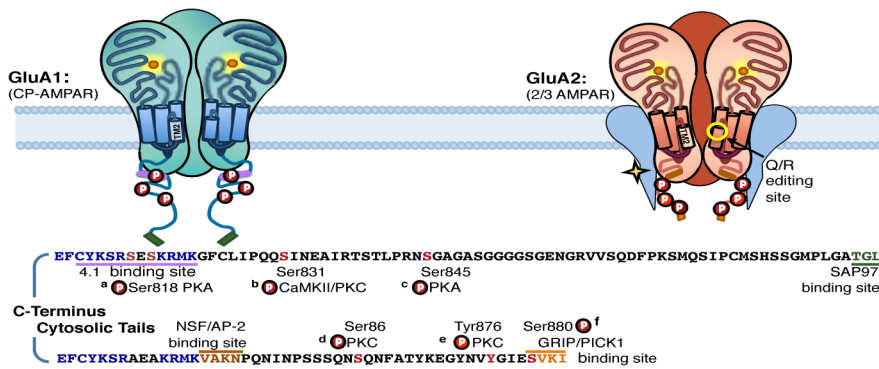 GluA1:
(CP-AMPAR)
GluA2:
(2/3 AMPAR)
TM2
TM2
Q/R
editing
site
P
P
P
P
P
P
P
P
P
P
EFCYKSRSESKRMKGFCLIPQQSINEAIRTSTLPRNSGAGASGGGGSGENGRVVSQDFPKSMQSIPCMSHSSGMPLGATGL
4.1 binding site
Ser831
Ser845
SAP97
a P Ser818 PKA
b P CaMKII/PKC
c P PKA
binding site
C-Terminus
Cytosolic Tails
NSF/AP-2
binding site
Ser86
d P PKC
Tyr876
e P PKC
Ser880 P f
GRIP/PICK1
EFCYKSRAEAKRMKVAKNPQNINPSSSQNSQNFATYKEGYNVYGIESVKI binding site